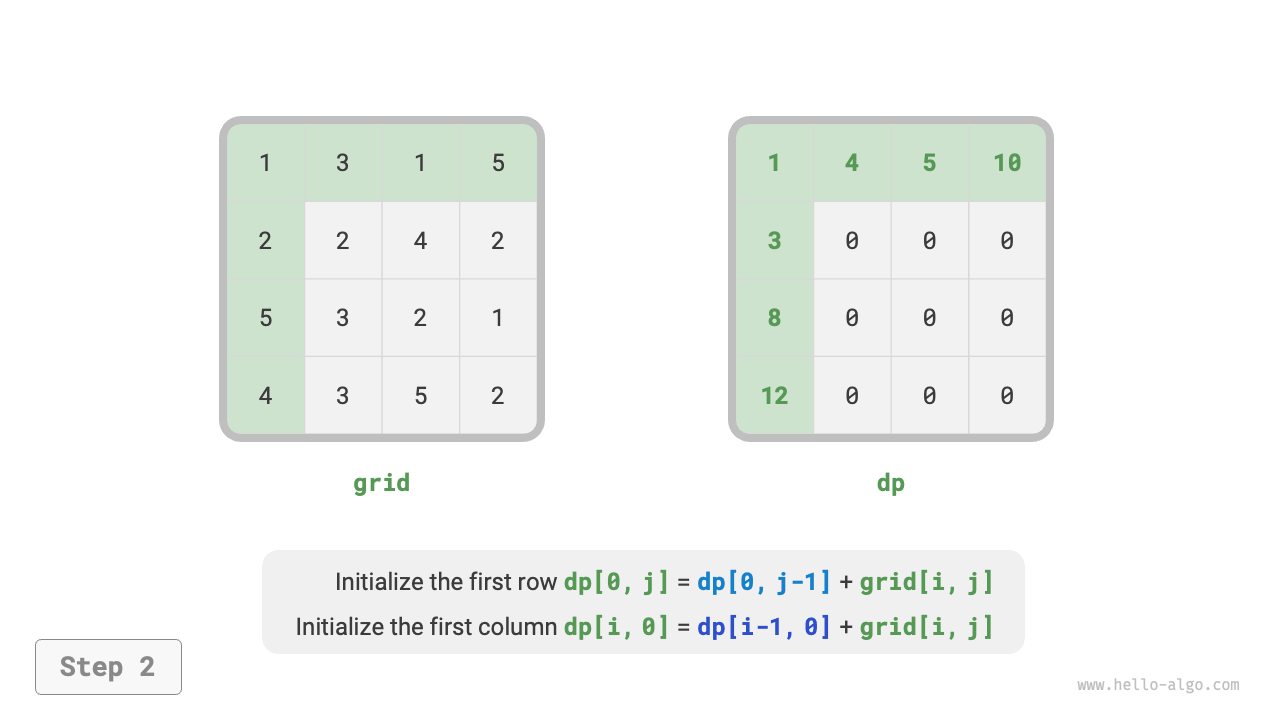 1 3 1 5 1 4 5 10
2 2 4 2 3 0 0 0
5 3 2 1 8 0 0 0
4 3 5 2 12 0 0 0
grid dp
Initialize the first row dp[0, j] = dp[0, j-1] + grid[i, j]
Initialize the first column dp[i, 0] = dp[i-1, 0] + grid[i, j]
Step 2
www.hello-algo.com